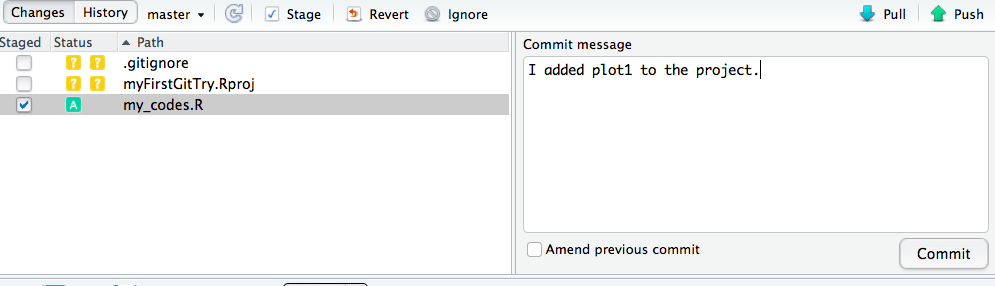 Changes History master Stage Revert Ignore Pull Push
Staged Status Path
? ? .gitignore
? ? myFirstGitTry.Rproj
A my_codes.R
Commit message
I added plot1 to the project.
Amend previous commit
Commit